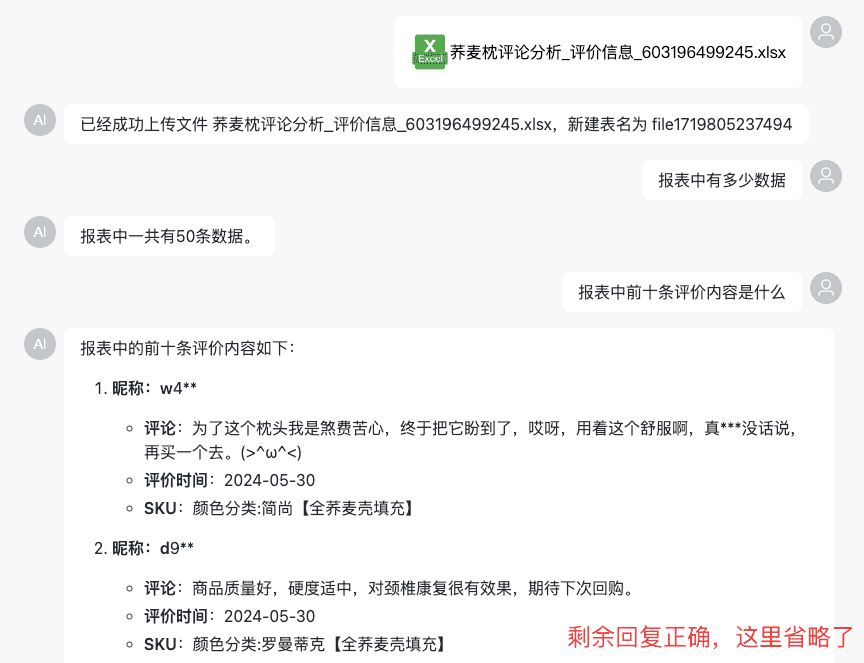 X
Excel
荞麦枕评论分析_评价信息_603196499245.xlsx
AI
已经成功上传文件 荞麦枕评论分析_评价信息_603196499245.xlsx，新建表名为 file1719805237494
报表中有多少数据
AI
报表中一共有50条数据。
报表中前十条评价内容是什么
AI
报表中的前十条评价内容如下：
1. 昵称：w4**
◦ 评论：为了这个枕头我是煞费苦心，终于把它盼到了，哎呀，用着这个舒服啊，真***没话说，
再买一个去。(>^ω^<)
◦ 评价时间：2024-05-30
◦ SKU：颜色分类:简尚【全荞麦壳填充】
2. 昵称：d9**
◦ 评论：商品质量好，硬度适中，对颈椎康复很有效果，期待下次回购。
◦ 评价时间：2024-05-30
◦ SKU：颜色分类:罗曼蒂克【全荞麦壳填充】
剩余回复正确，这里省略了